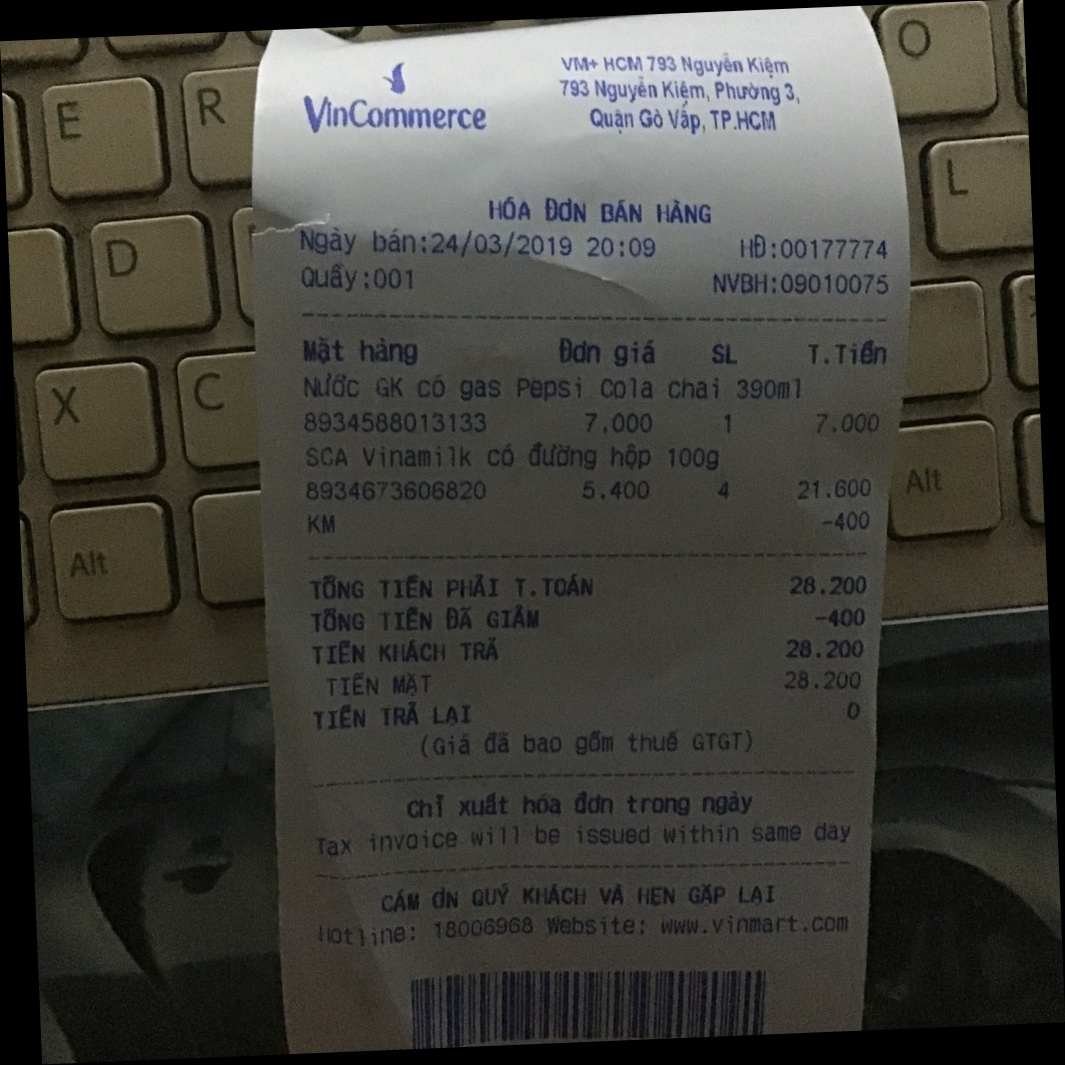 VinCommerce
VM+ HCM 793 Nguyễn Kiệm
793 Nguyễn Kiệm, Phường 3,
Quận Gò Vấp, TP.HCM
HÓA ĐƠN BÁN HÀNG
Ngày bán:24/03/2019 20:09 HĐ:00177774
Quầy:001 NVBH:09010075
Mặt hàng Đơn giá SL T.Tiền
Nước GK có gas Pepsi Cola chai 390ml
8934588013133 7.000 1 7.000
SCA Vinamilk có đường hộp 100g
8934673606820 5.400 4 21.600
KM -400
TỔNG TIỀN PHẢI T.TOÁN 28.200
TỔNG TIỀN ĐÃ GIẢM -400
TIỀN KHÁCH TRẢ 28.200
TIỀN MẶT 28.200
TIỀN TRẢ LẠI 0
(Giá đã bao gồm thuế GTGT)
Chỉ xuất hóa đơn trong ngày
Tax invoice will be issued within same day
CẢM ƠN QUÝ KHÁCH VÀ HẸN GẶP LẠI
Hotline: 18006968 Website: www.vinmart.com
E
R
O
D
L
X
C
Alt
Alt